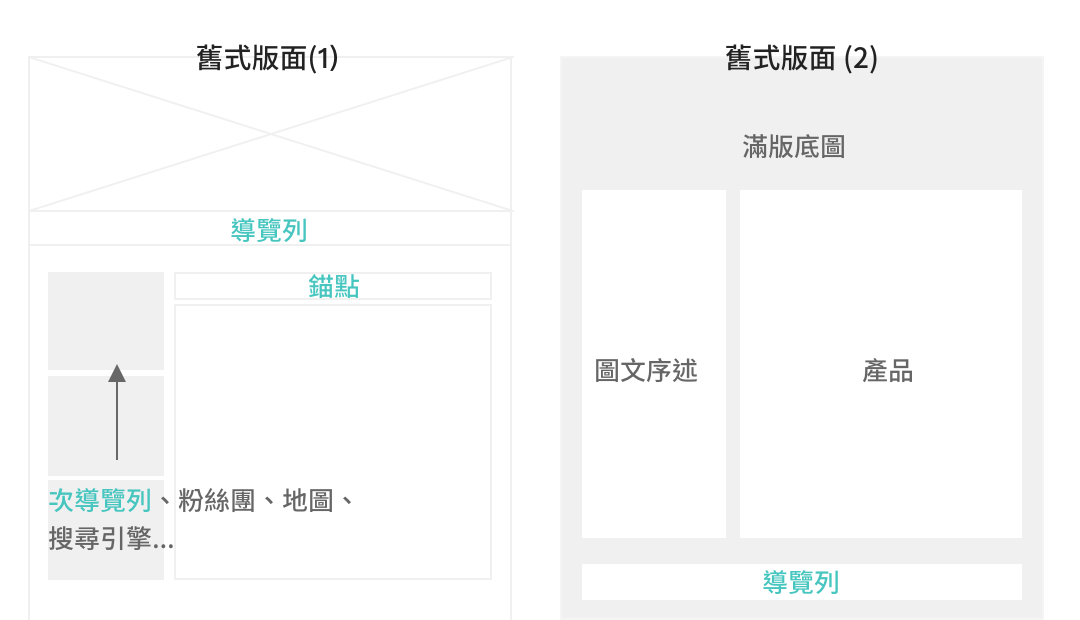 舊式版面(1)
導覽列
錨點
次導覽列、粉絲團、地圖、
搜尋引擎...
舊式版面 (2)
滿版底圖
圖文序述
產品
導覽列